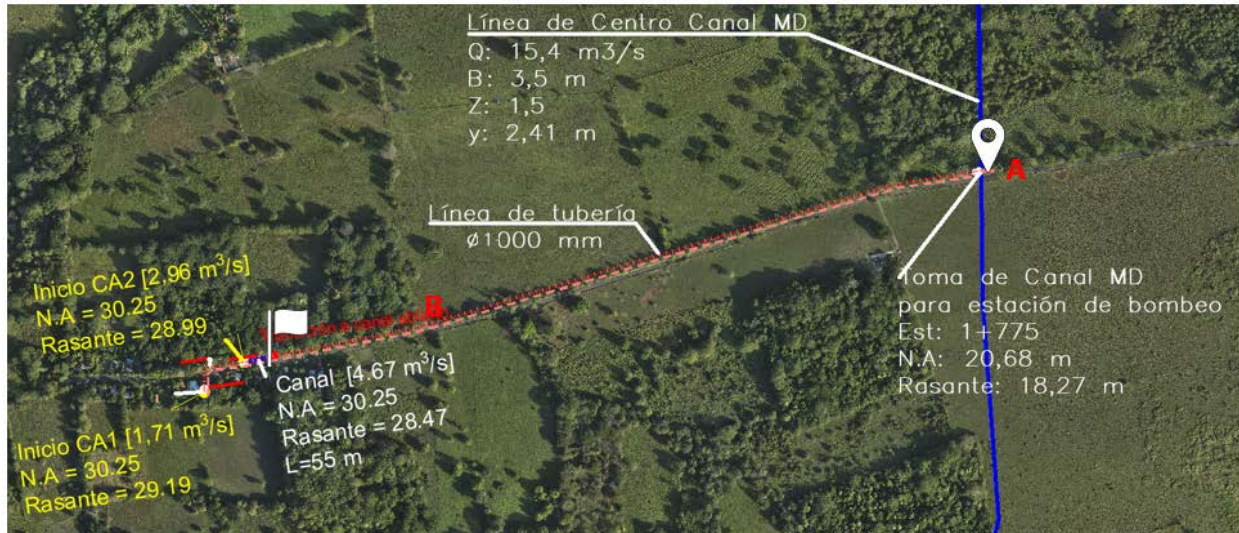 Línea de Centro Canal MD
Q: 15,4 m3/s
B: 3,5 m
Z: 1,5
y: 2,41 m
A
Línea de tubería
ø1000 mm
Toma de Canal MD
para estación de bombeo
Est: 1+775
N.A: 20,68 m
Rasante: 18,27 m
B
Inicio CA2 [2,96 m³/s]
N.A = 30.25
Rasante = 28.99
Canal [4.67 m³/s]
N.A = 30.25
Rasante = 28.47
L=55 m
Inicio CA1 [1,71 m³/s]
N.A = 30.25
Rasante = 29.19